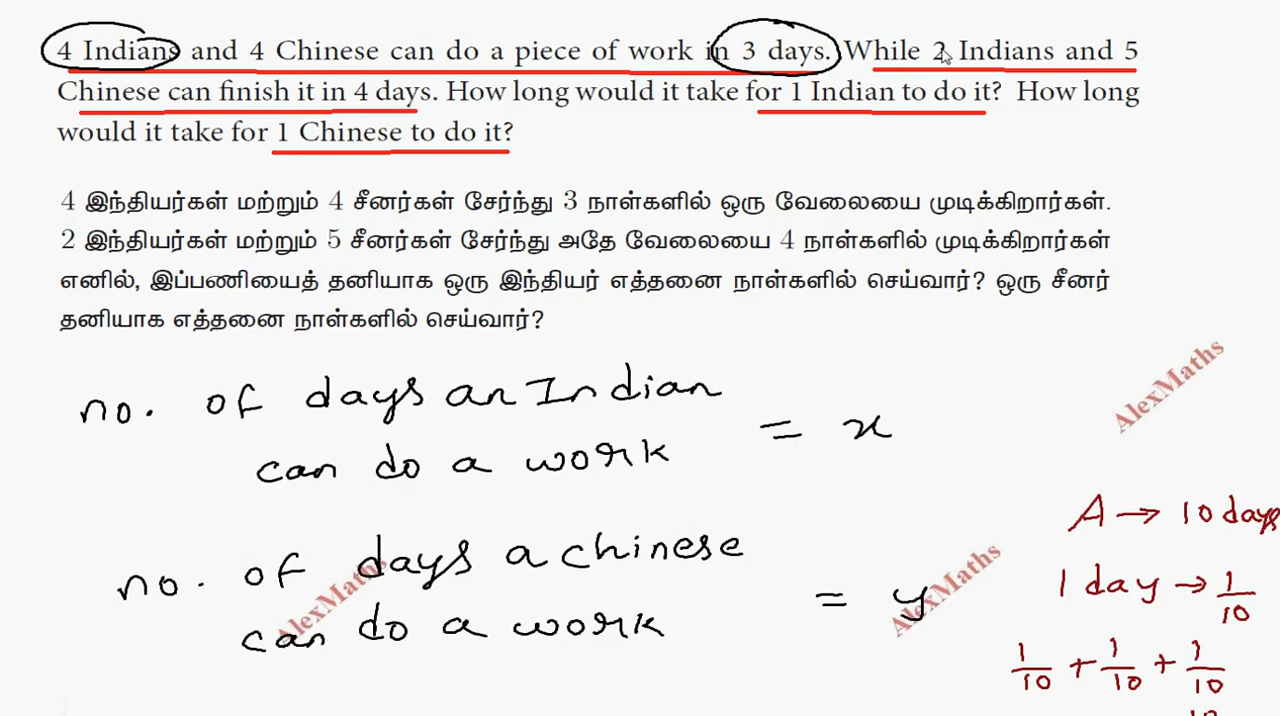 4 Indians and 4 Chinese can do a piece of work in 3 days. While 2 Indians and 5
Chinese can finish it in 4 days. How long would it take for 1 Indian to do it? How long
would it take for 1 Chinese to do it?
4 இந்தியர்கள் மற்றும் 4 சீனர்கள் சேர்ந்து 3 நாள்களில் ஒரு வேலையை முடிக்கிறார்கள்.
2 இந்தியர்கள் மற்றும் 5 சீனர்கள் சேர்ந்து அதே வேலையை 4 நாள்களில் முடிக்கிறார்கள்
எனில், இப்பணியைத் தனியாக ஒரு இந்தியர் எத்தனை நாள்களில் செய்வார்? ஒரு சீனர்
தனியாக எத்தனை நாள்களில் செய்வார்?
no. of days an Indian
can do a work = x
AlexMaths
no. of days a chinese
can do a work = y
AlexMaths
AlexMaths
A → 10 days
1 day → 1/10
1/10 + 1/10 + 1/10